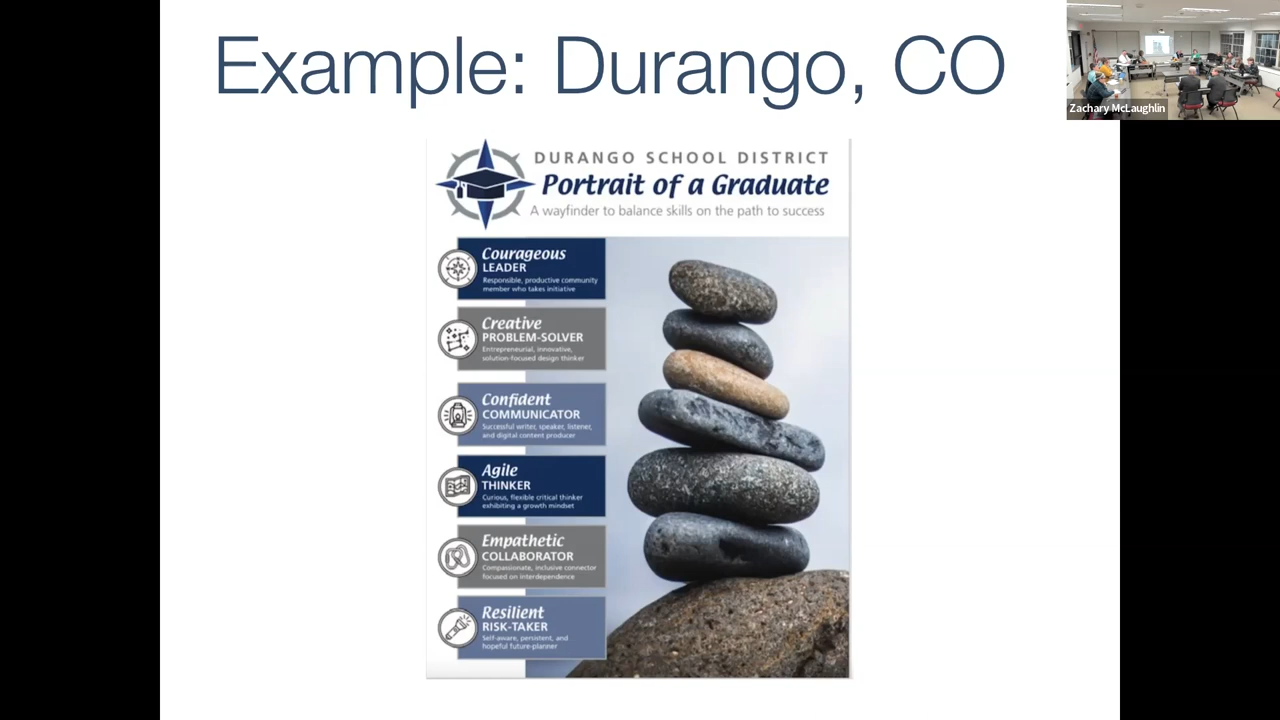 Example: Durango, CO
Zachary McLaughlin
DURANGO SCHOOL DISTRICT
Portrait of a Graduate
A wayfinder to balance skills on the path to success
Courageous
LEADER
Responsible, productive community
member who takes initiative
Creative
PROBLEM-SOLVER
Entrepreneurial, innovative,
solution-focused design thinker
Confident
COMMUNICATOR
Successful writer, speaker, listener,
and digital content producer
Agile
THINKER
Curious, flexible critical thinker
exhibiting a growth mindset
Empathetic
COLLABORATOR
Compassionate, inclusive connector
focused on interdependence
Resilient
RISK-TAKER
Self-aware, persistent, and
hopeful future-planner